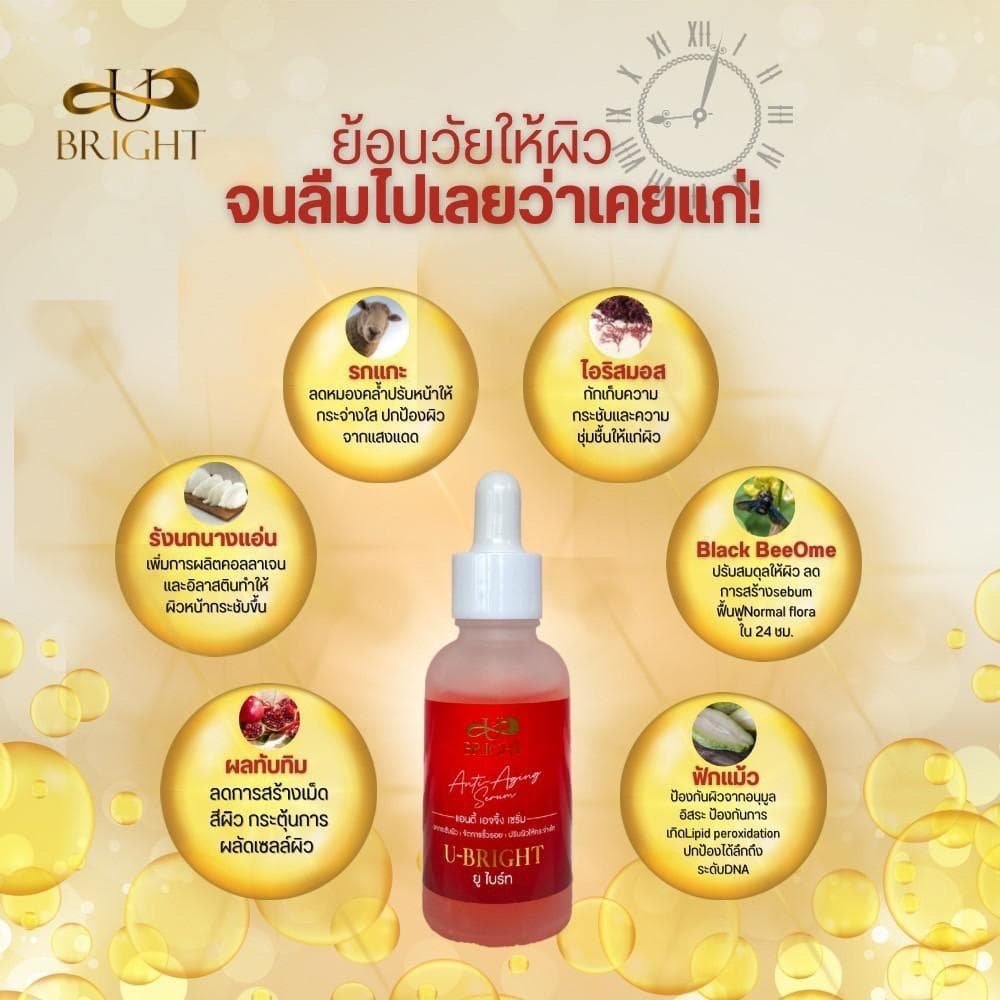 U
BRIGHT
ย้อนวัยให้ผิว
จนลืมไปเลยว่าเคยแก่!
XII
I
II
III
IIII
V
VI
VII
VIII
IX
X
XI
รกแกะ
ลดหมองคล้ำปรับหน้าให้
กระจ่างใส ปกป้องผิว
จากแสงแดด
ไอริสมอส
กักเก็บความ
กระชับและความ
ชุ่มชื้นให้แก่ผิว
รังนกนางแอ่น
เพิ่มการผลิตคอลลาเจน
และอิลาสตินทำให้
ผิวหน้ากระชับขึ้น
Black BeeOme
ปรับสมดุลให้ผิว ลด
การสร้างsebum
ฟื้นฟูNormal flora
ใน 24 ชม.
ผลทับทิม
ลดการสร้างเม็ด
สีผิว กระตุ้นการ
ผลัดเซลล์ผิว
ฟักแม้ว
ป้องกันผิวจากอนุมูล
อิสระ ป้องกันการ
เกิดLipid peroxidation
ปกป้องได้ลึกถึง
ระดับDNA
U
BRIGHT
Anti-Aging
Serum
แอนตี้ เอจจิ้ง เซรั่ม
U-BRIGHT
ยู ไบร์ท